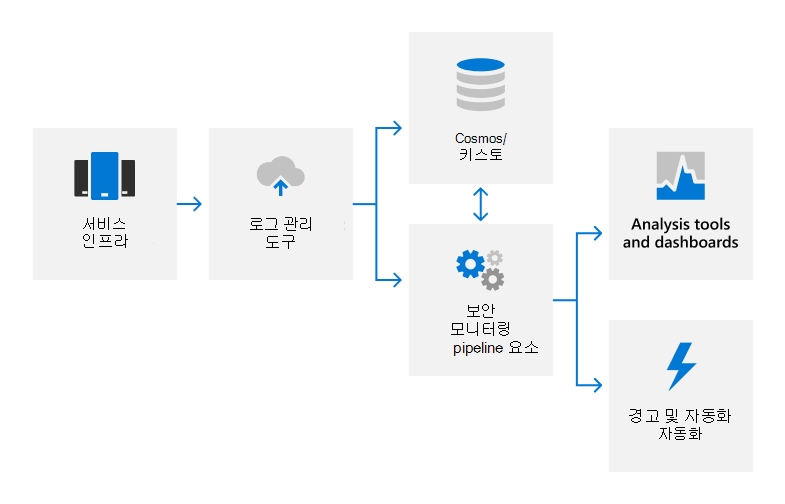 서비스
인프라
로그 관리
도구
Cosmos/
키스토
보안
모니터링
pipeline 요소
Analysis tools
and dashboards
경고 및 자동화
자동화